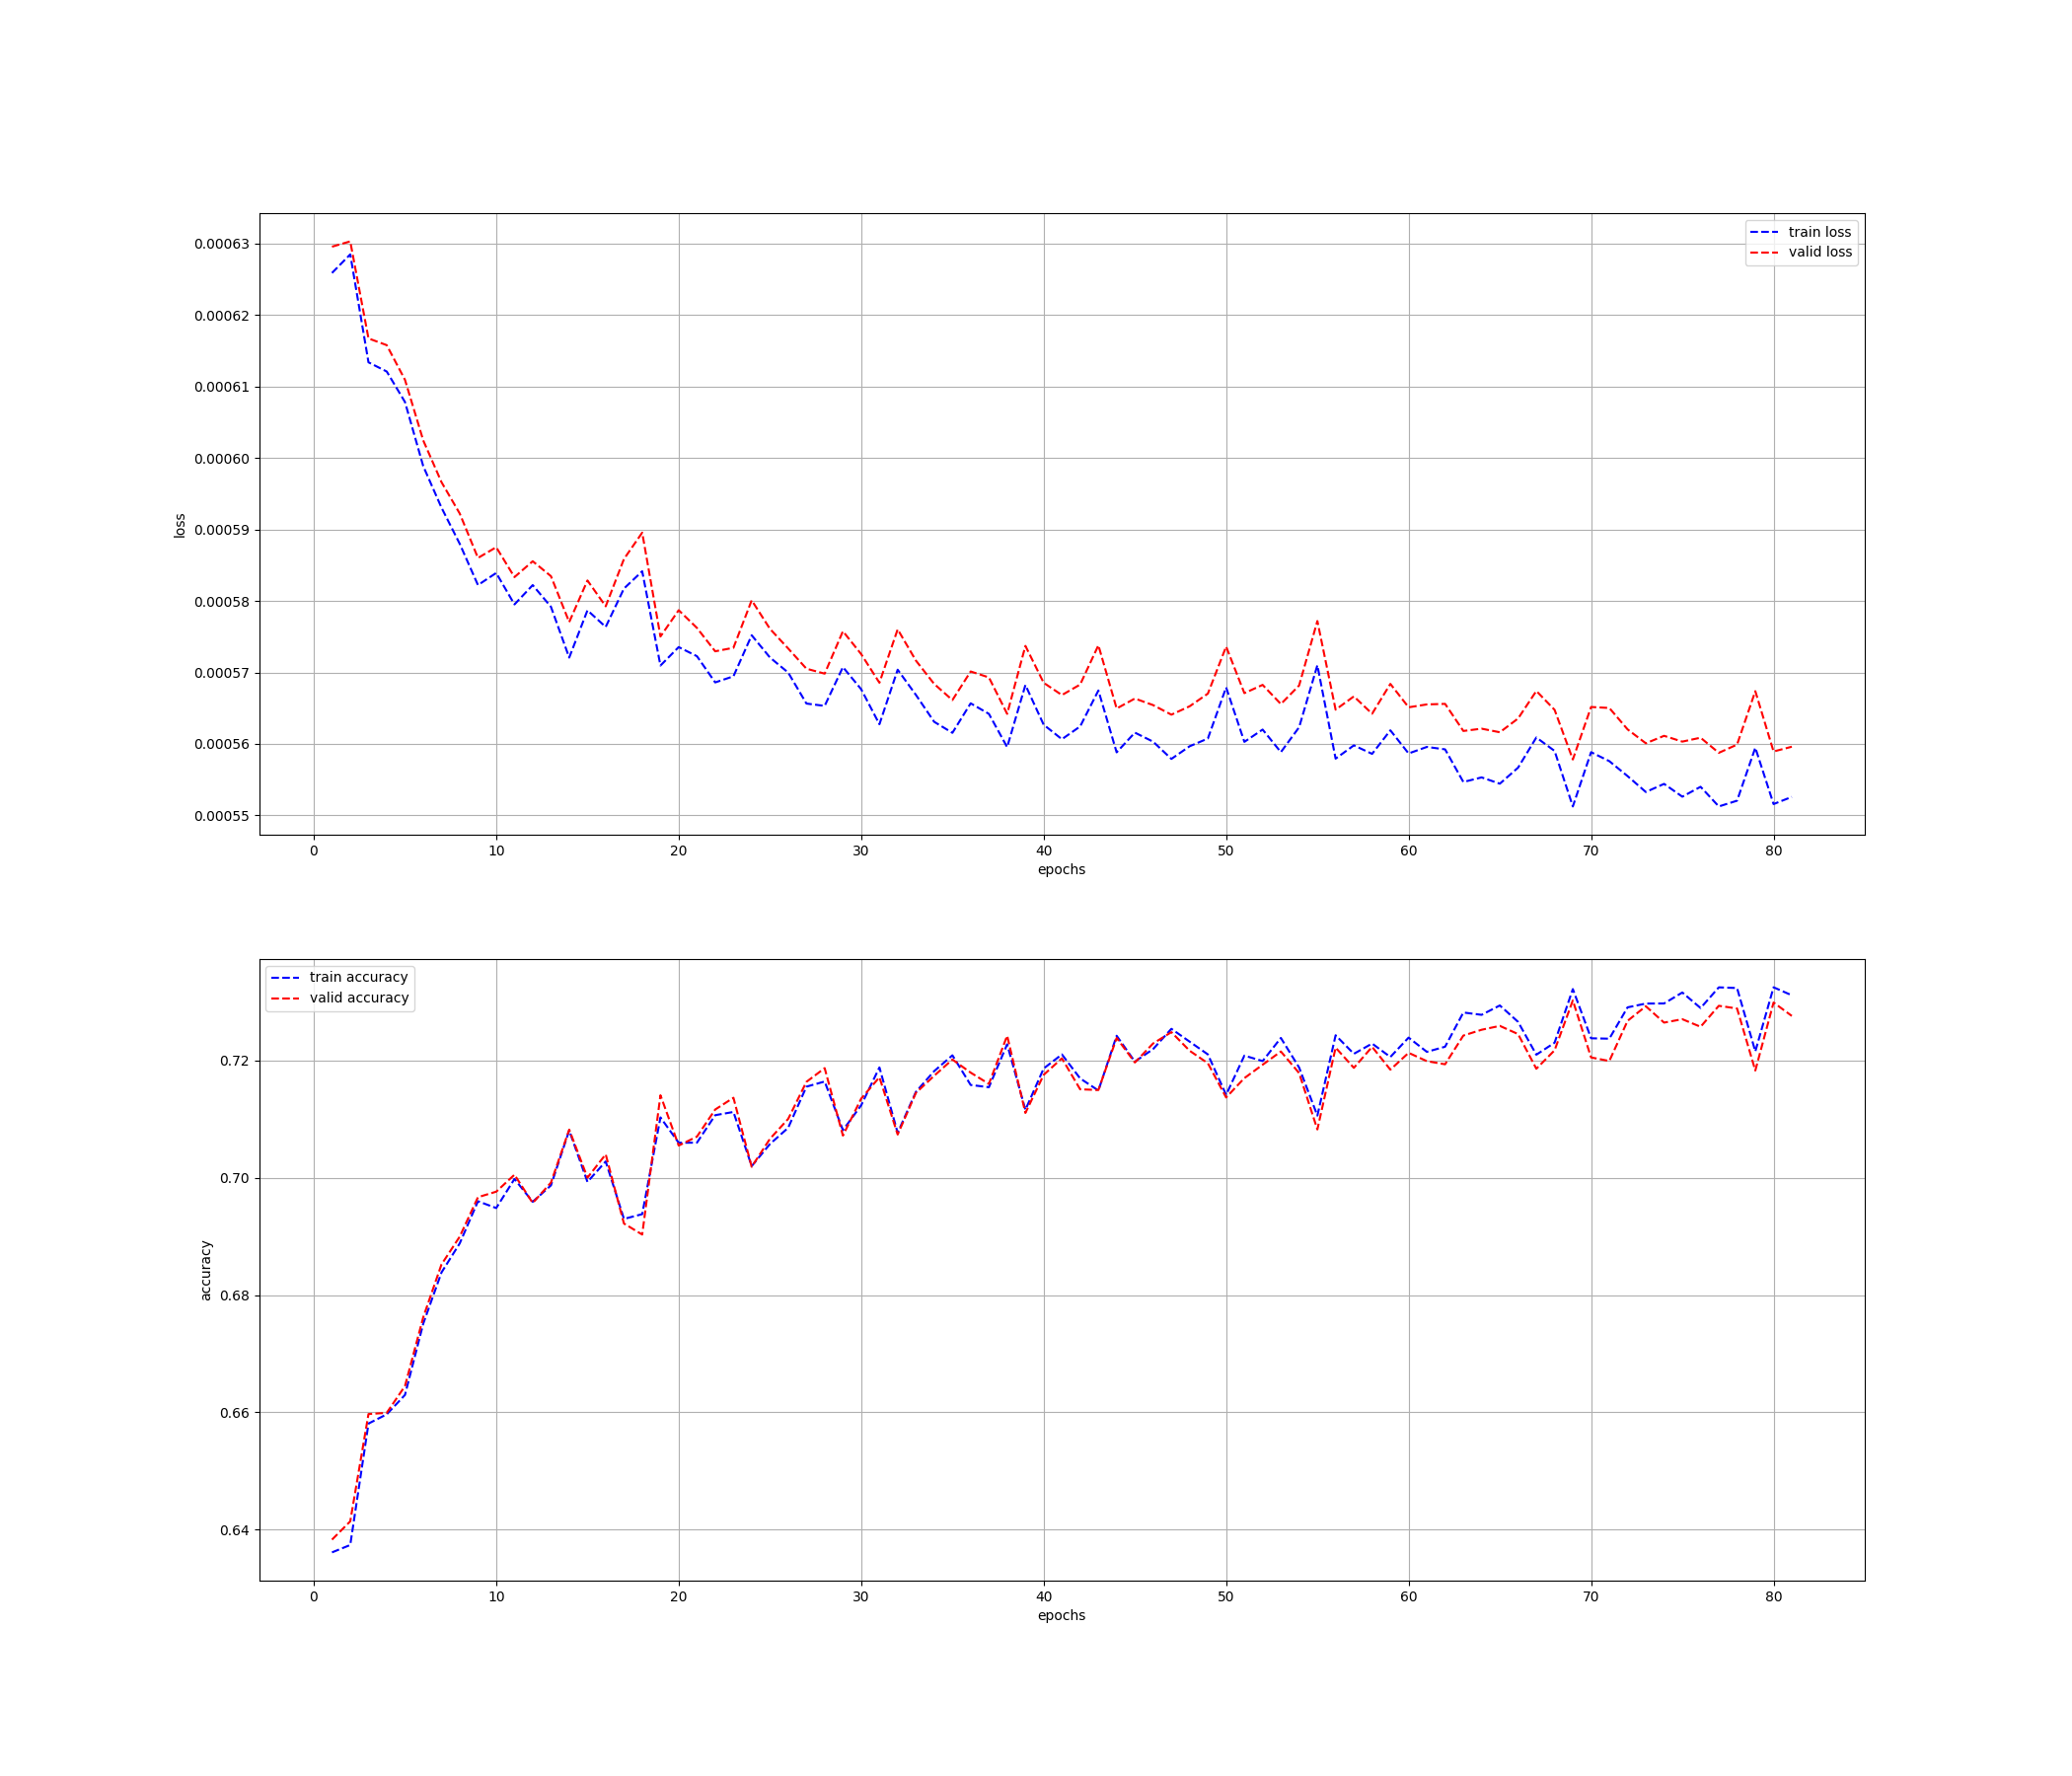 train loss
valid loss
0.00063
0.00062
0.00061
0.00060
0.00059
0.00058
0.00057
0.00056
0.00055
loss
0 10 20 30 40 50 60 70 80
epochs
train accuracy
valid accuracy
0.72
0.70
0.68
0.66
0.64
accuracy
0 10 20 30 40 50 60 70 80
epochs